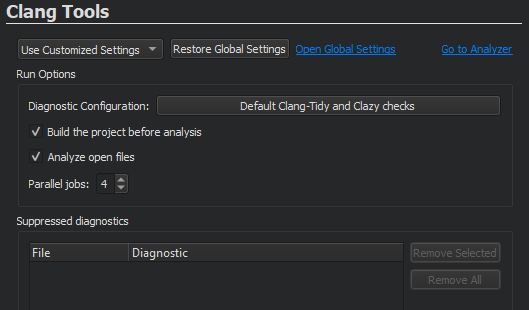 Clang Tools
Use Customized Settings Restore Global Settings Open Global Settings Go to Analyzer
Run Options
Diagnostic Configuration: Default Clang-Tidy and Clazy checks
Build the project before analysis
Analyze open files
Parallel jobs: 4
Suppressed diagnostics
File Diagnostic Remove Selected
Remove All